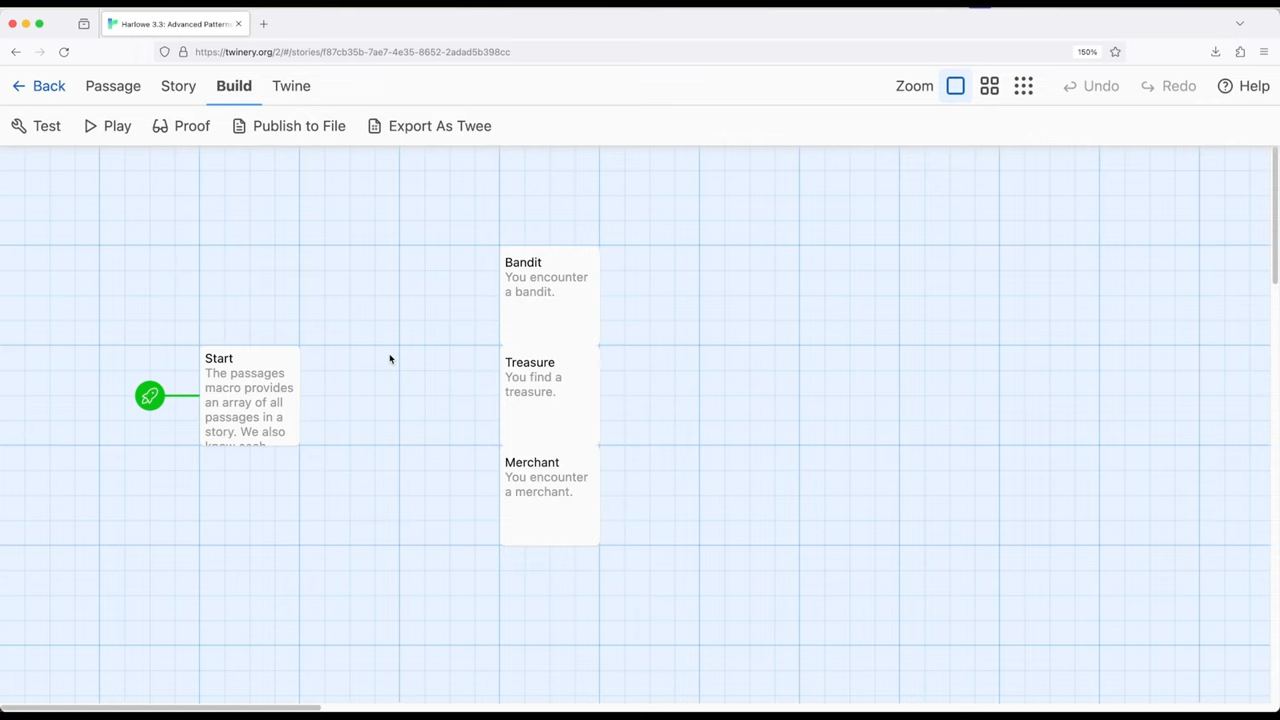 Harlowe 3.3: Advanced Pattern
https://twinery.org/2/#/stories/f87cb35b-7ae7-4e35-8652-2adad5b398cc
150%
Back Passage Story Build Twine Zoom Undo Redo Help
Test Play Proof Publish to File Export As Twee
Bandit
You encounter
a bandit.
Start
The passages
macro provides
an array of all
passages in a
story. We also
know each
Treasure
You find a
treasure.
Merchant
You encounter
a merchant.